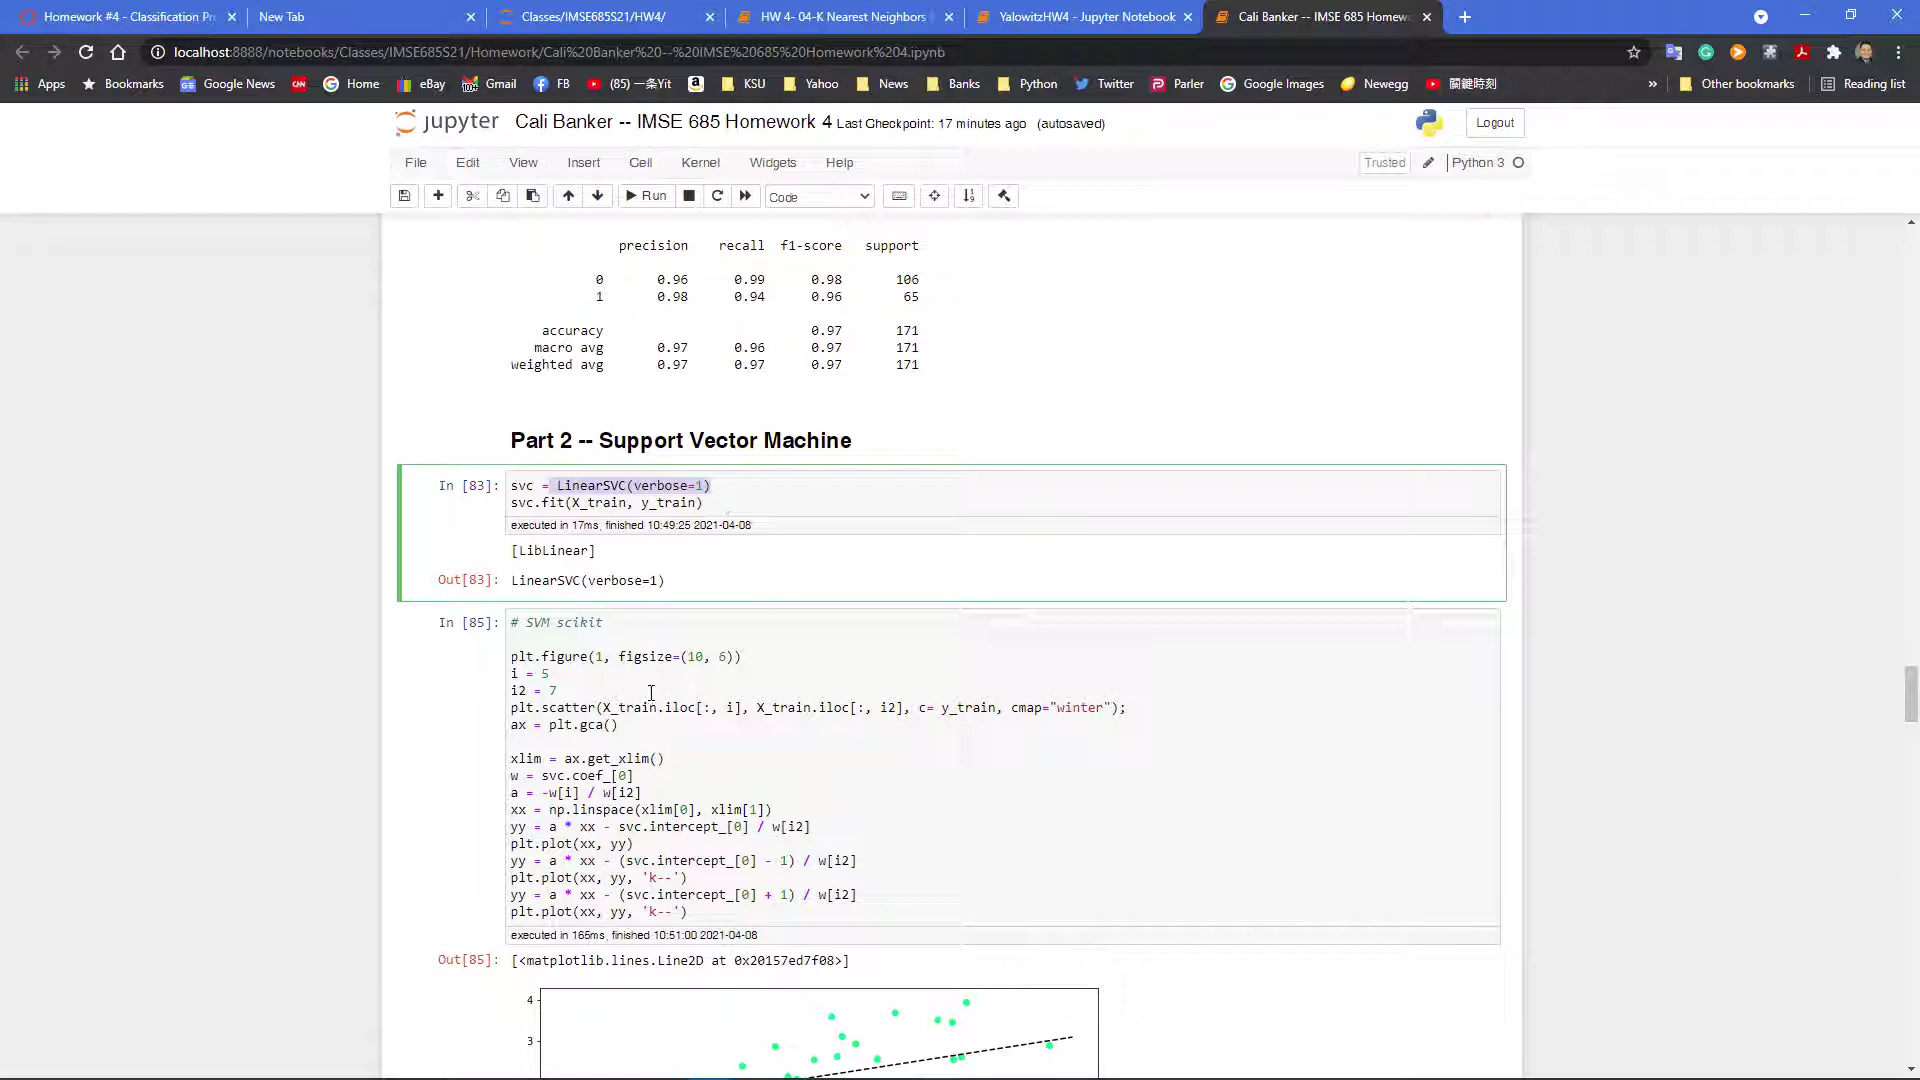 Homework #4 - Classification Pr
New Tab
Classes/IMSE685S21/HW4/
HW 4- 04-K Nearest Neighbors
YalowitzHW4 - Jupyter Notebook
Cali Banker -- IMSE 685 Homew
localhost:8888/notebooks/Classes/IMSE685S21/Homework/Cali%20Banker%20--%20IMSE%20685%20Homework%204.ipynb
Apps
Bookmarks
Google News
Home
eBay
Gmail
FB
(85) 一条Yit
KSU
Yahoo
News
Banks
Python
Twitter
Parler
Google Images
Newegg
關鍵時刻
Other bookmarks
Reading list
jupyter Cali Banker -- IMSE 685 Homework 4 Last Checkpoint: 17 minutes ago (autosaved)
Logout
File Edit View Insert Cell Kernel Widgets Help
Trusted Python 3
Run Code
precision recall f1-score support
0 0.96 0.99 0.98 106
1 0.98 0.94 0.96 65
accuracy 0.97 171
macro avg 0.97 0.96 0.97 171
weighted avg 0.97 0.97 0.97 171
Part 2 -- Support Vector Machine
In [83]: svc = LinearSVC(verbose=1)
svc.fit(X_train, y_train)
executed in 17ms, finished 10:49:25 2021-04-08
[LibLinear]
Out[83]: LinearSVC(verbose=1)
In [85]: # SVM scikit
plt.figure(1, figsize=(10, 6))
i = 5
i2 = 7
plt.scatter(X_train.iloc[:, i], X_train.iloc[:, i2], c= y_train, cmap="winter");
ax = plt.gca()
xlim = ax.get_xlim()
w = svc.coef_[0]
a = -w[i] / w[i2]
xx = np.linspace(xlim[0], xlim[1])
yy = a * xx - svc.intercept_[0] / w[i2]
plt.plot(xx, yy)
yy = a * xx - (svc.intercept_[0] - 1) / w[i2]
plt.plot(xx, yy, 'k--')
yy = a * xx - (svc.intercept_[0] + 1) / w[i2]
plt.plot(xx, yy, 'k--')
executed in 165ms, finished 10:51:00 2021-04-08
Out[85]: [<matplotlib.lines.Line2D at 0x20157ed7f08>]
4
3